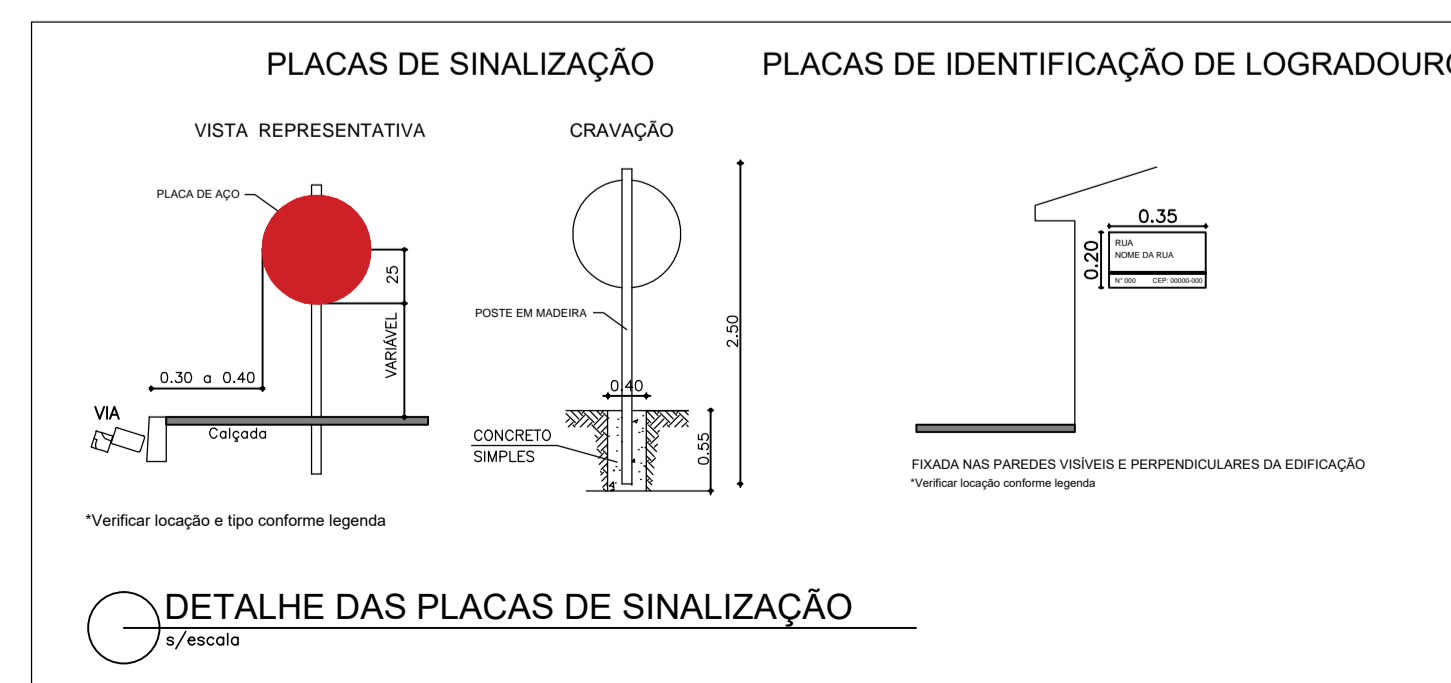 PLACAS DE SINALIZAÇÃO
PLACAS DE IDENTIFICAÇÃO DE LOGRADOURO
VISTA REPRESENTATIVA
CRAVAÇÃO
PLACA DE AÇO
25
VARIÁVEL
0.30 a 0.40
VIA
Calçada
*Verificar locação e tipo conforme legenda
POSTE EM MADEIRA
2.50
0.40
CONCRETO
SIMPLES
0.55
0.35
0.20
RUA
NOME DA RUA
N° 000 CEP: 00000-000
FIXADA NAS PAREDES VISÍVEIS E PERPENDICULARES DA EDIFICAÇÃO
*Verificar locação conforme legenda
DETALHE DAS PLACAS DE SINALIZAÇÃO
s/escala